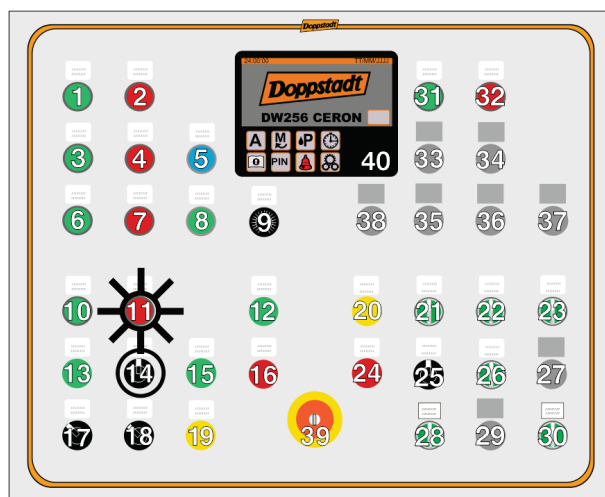 Doppstadt
24:00:00 TT/MM/JJJJ
Doppstadt
DW256 CERON
A M P
PIN
40
1 2 31 32
3 4 5 33 34
6 7 8 9 38 35 36 37
10 11 12 20 21 22 23
13 14 15 16 24 25 26 27
17 18 19 39 28 29 30